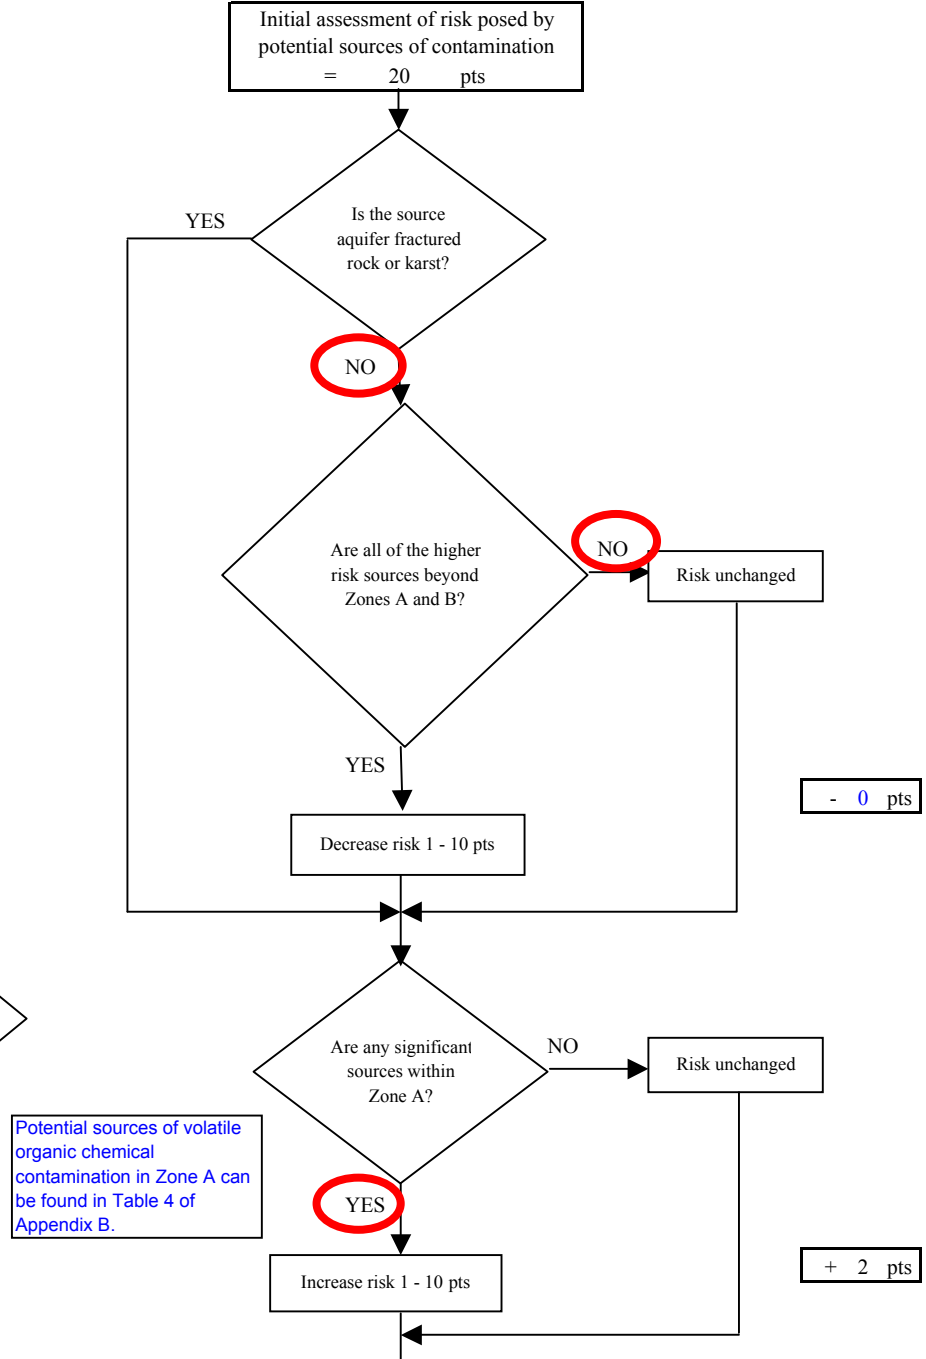 Initial assessment of risk posed by
potential sources of contamination
= 20 pts
YES
Is the source
aquifer fractured
rock or karst?
NO
Are all of the higher
risk sources beyond
Zones A and B?
NO
Risk unchanged
YES
- 0 pts
Decrease risk 1 - 10 pts
Are any significant
sources within
Zone A?
NO
Risk unchanged
Potential sources of volatile
organic chemical
contamination in Zone A can
be found in Table 4 of
Appendix B.
YES
+ 2 pts
Increase risk 1 - 10 pts